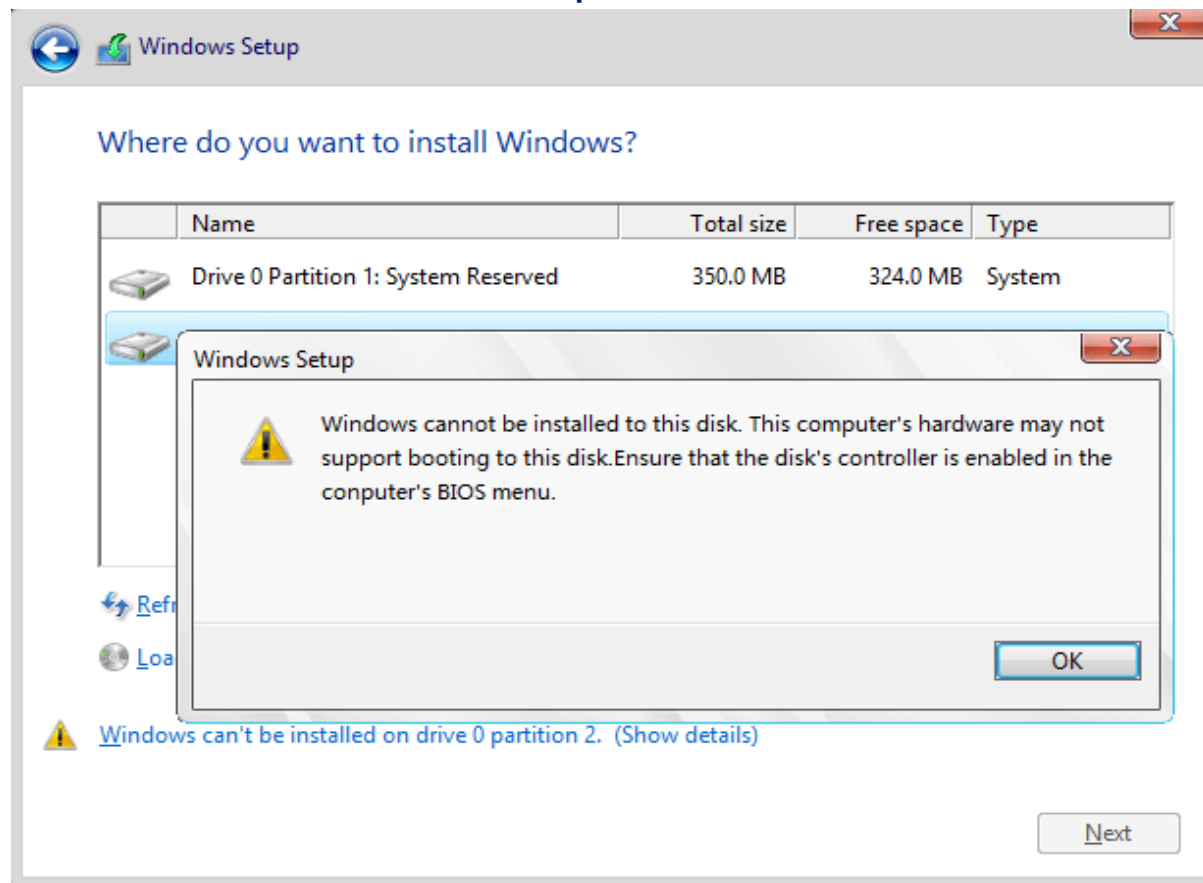 Windows Setup
Where do you want to install Windows?
Name Total size Free space Type
Drive 0 Partition 1: System Reserved 350.0 MB 324.0 MB System
Windows Setup
Windows cannot be installed to this disk. This computer's hardware may not
support booting to this disk.Ensure that the disk's controller is enabled in the
conputer's BIOS menu.
OK
Windows can't be installed on drive 0 partition 2. (Show details)
Next